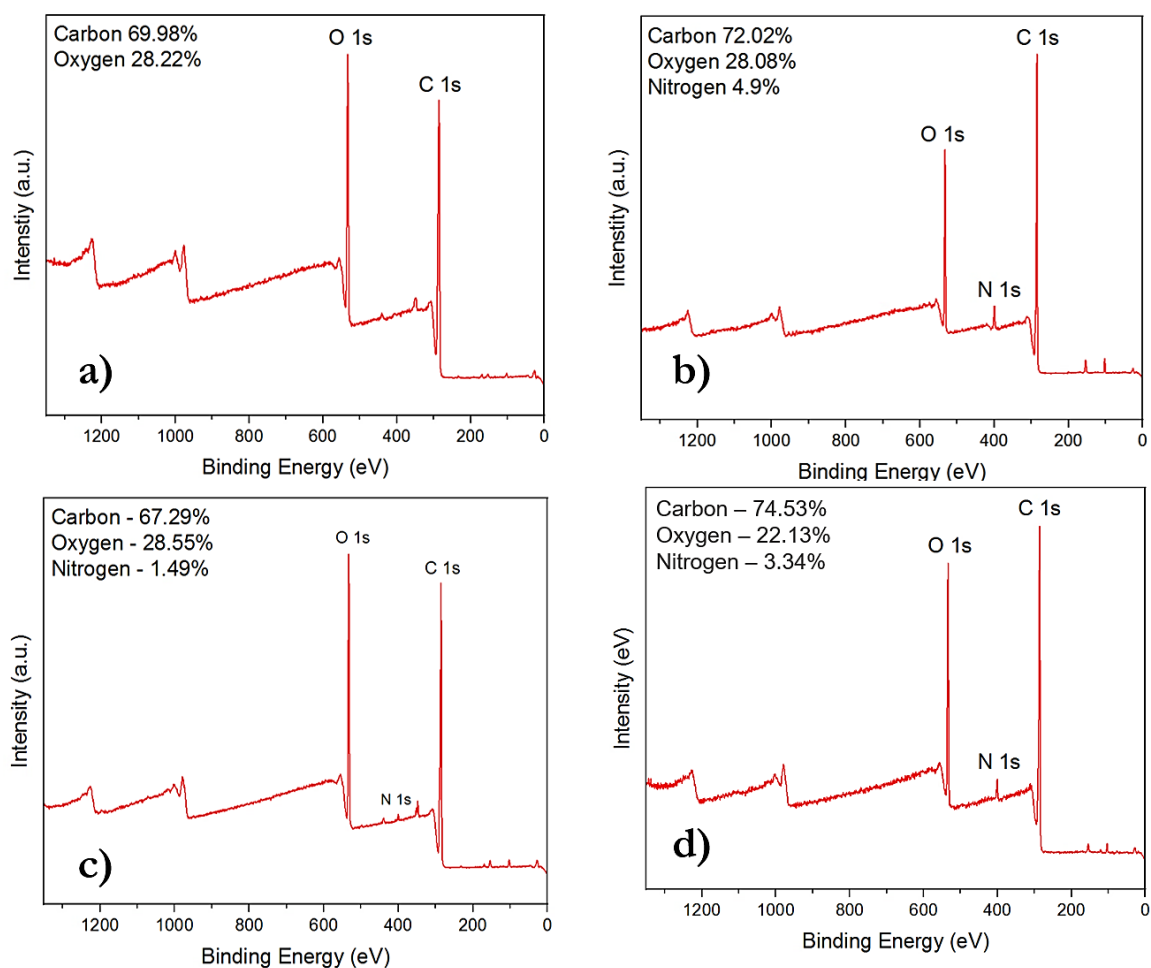 Carbon 69.98%
Oxygen 28.22%
O 1s
C 1s
Intenstiy (a.u.)
a)
1200 1000 800 600 400 200 0
Binding Energy (eV)
Carbon 72.02%
Oxygen 28.08%
Nitrogen 4.9%
C 1s
O 1s
N 1s
Intenstity (a.u.)
b)
1200 1000 800 600 400 200 0
Binding Energy (eV)
Carbon - 67.29%
Oxygen - 28.55%
Nitrogen - 1.49%
O 1s
C 1s
N 1s
Intensity (a.u.)
c)
1200 1000 800 600 400 200 0
Binding Energy (eV)
Carbon – 74.53%
Oxygen – 22.13%
Nitrogen – 3.34%
C 1s
O 1s
N 1s
Intensity (eV)
d)
1200 1000 800 600 400 200 0
Binding Energy (eV)